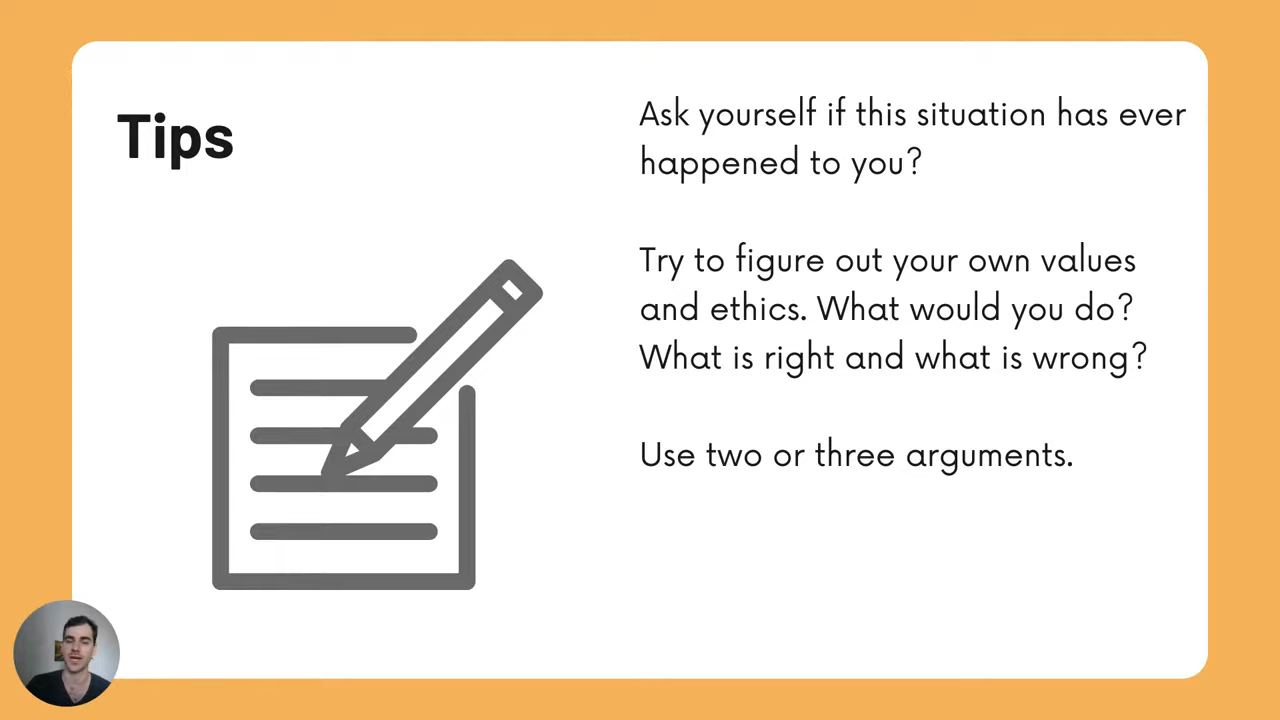 Tips
Ask yourself if this situation has ever
happened to you?
Try to figure out your own values
and ethics. What would you do?
What is right and what is wrong?
Use two or three arguments.